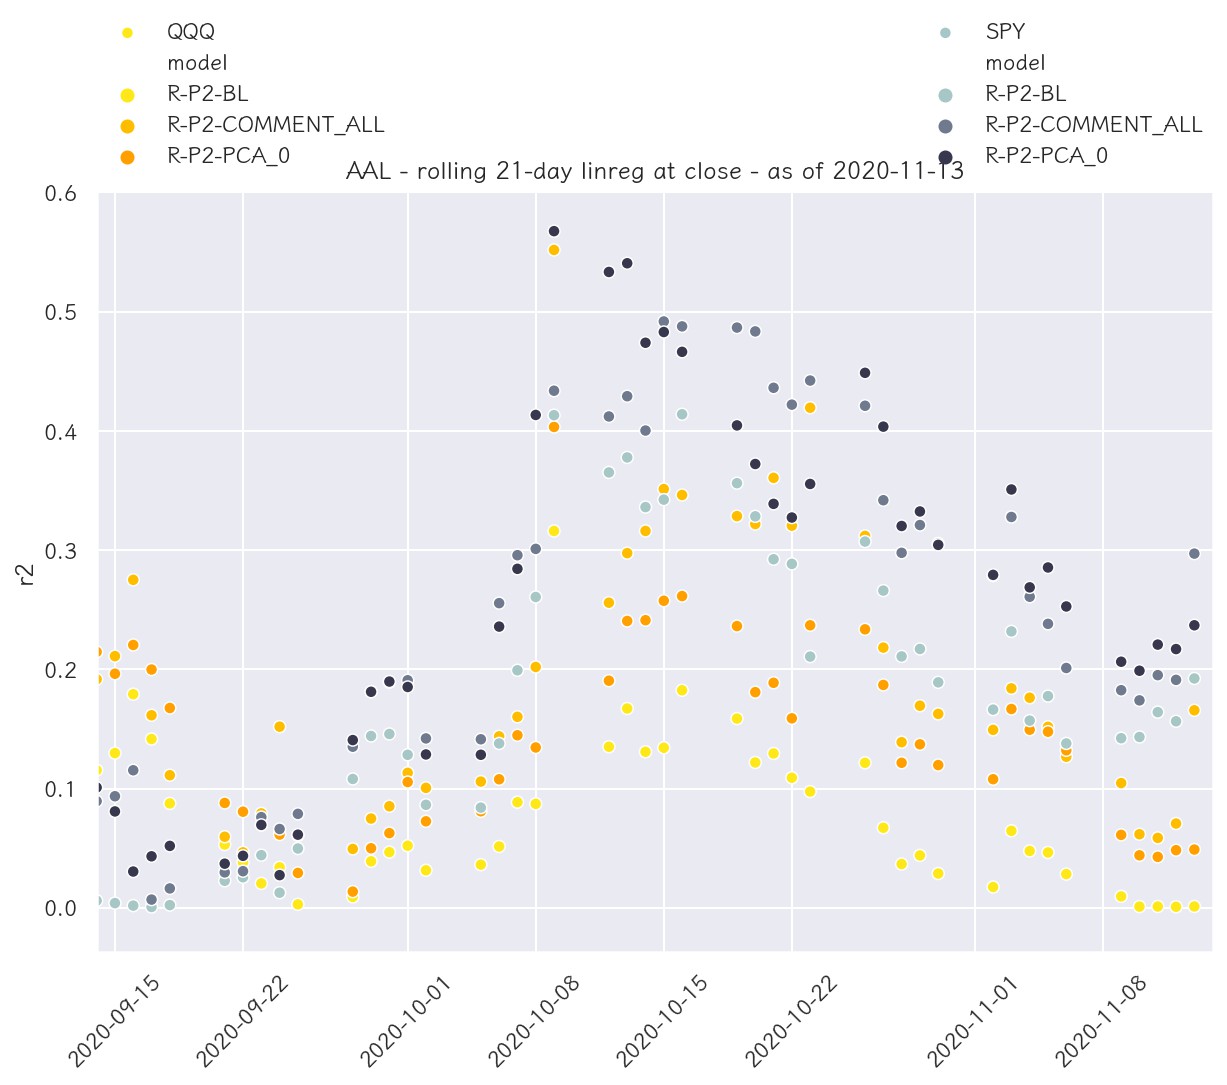 QQQ
model
R-P2-BL
R-P2-COMMENT_ALL
R-P2-PCA_0
SPY
model
R-P2-BL
R-P2-COMMENT_ALL
R-P2-PCA_0
AAL - rolling 21-day linreg at close - as of 2020-11-13
0.6
0.5
0.4
0.3
0.2
0.1
0.0
r2
2020-09-15
2020-09-22
2020-10-01
2020-10-08
2020-10-15
2020-10-22
2020-11-01
2020-11-08